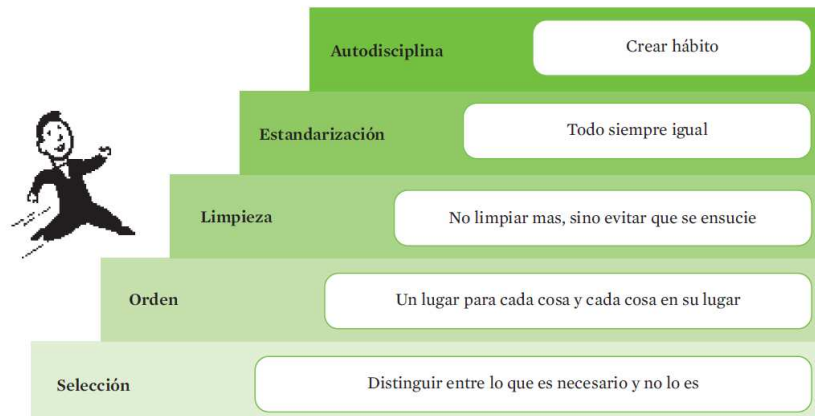 Autodisciplina
Crear hábito
Estandarización
Todo siempre igual
Limpieza
No limpiar mas, sino evitar que se ensucie
Orden
Un lugar para cada cosa y cada cosa en su lugar
Selección
Distinguir entre lo que es necesario y no lo es